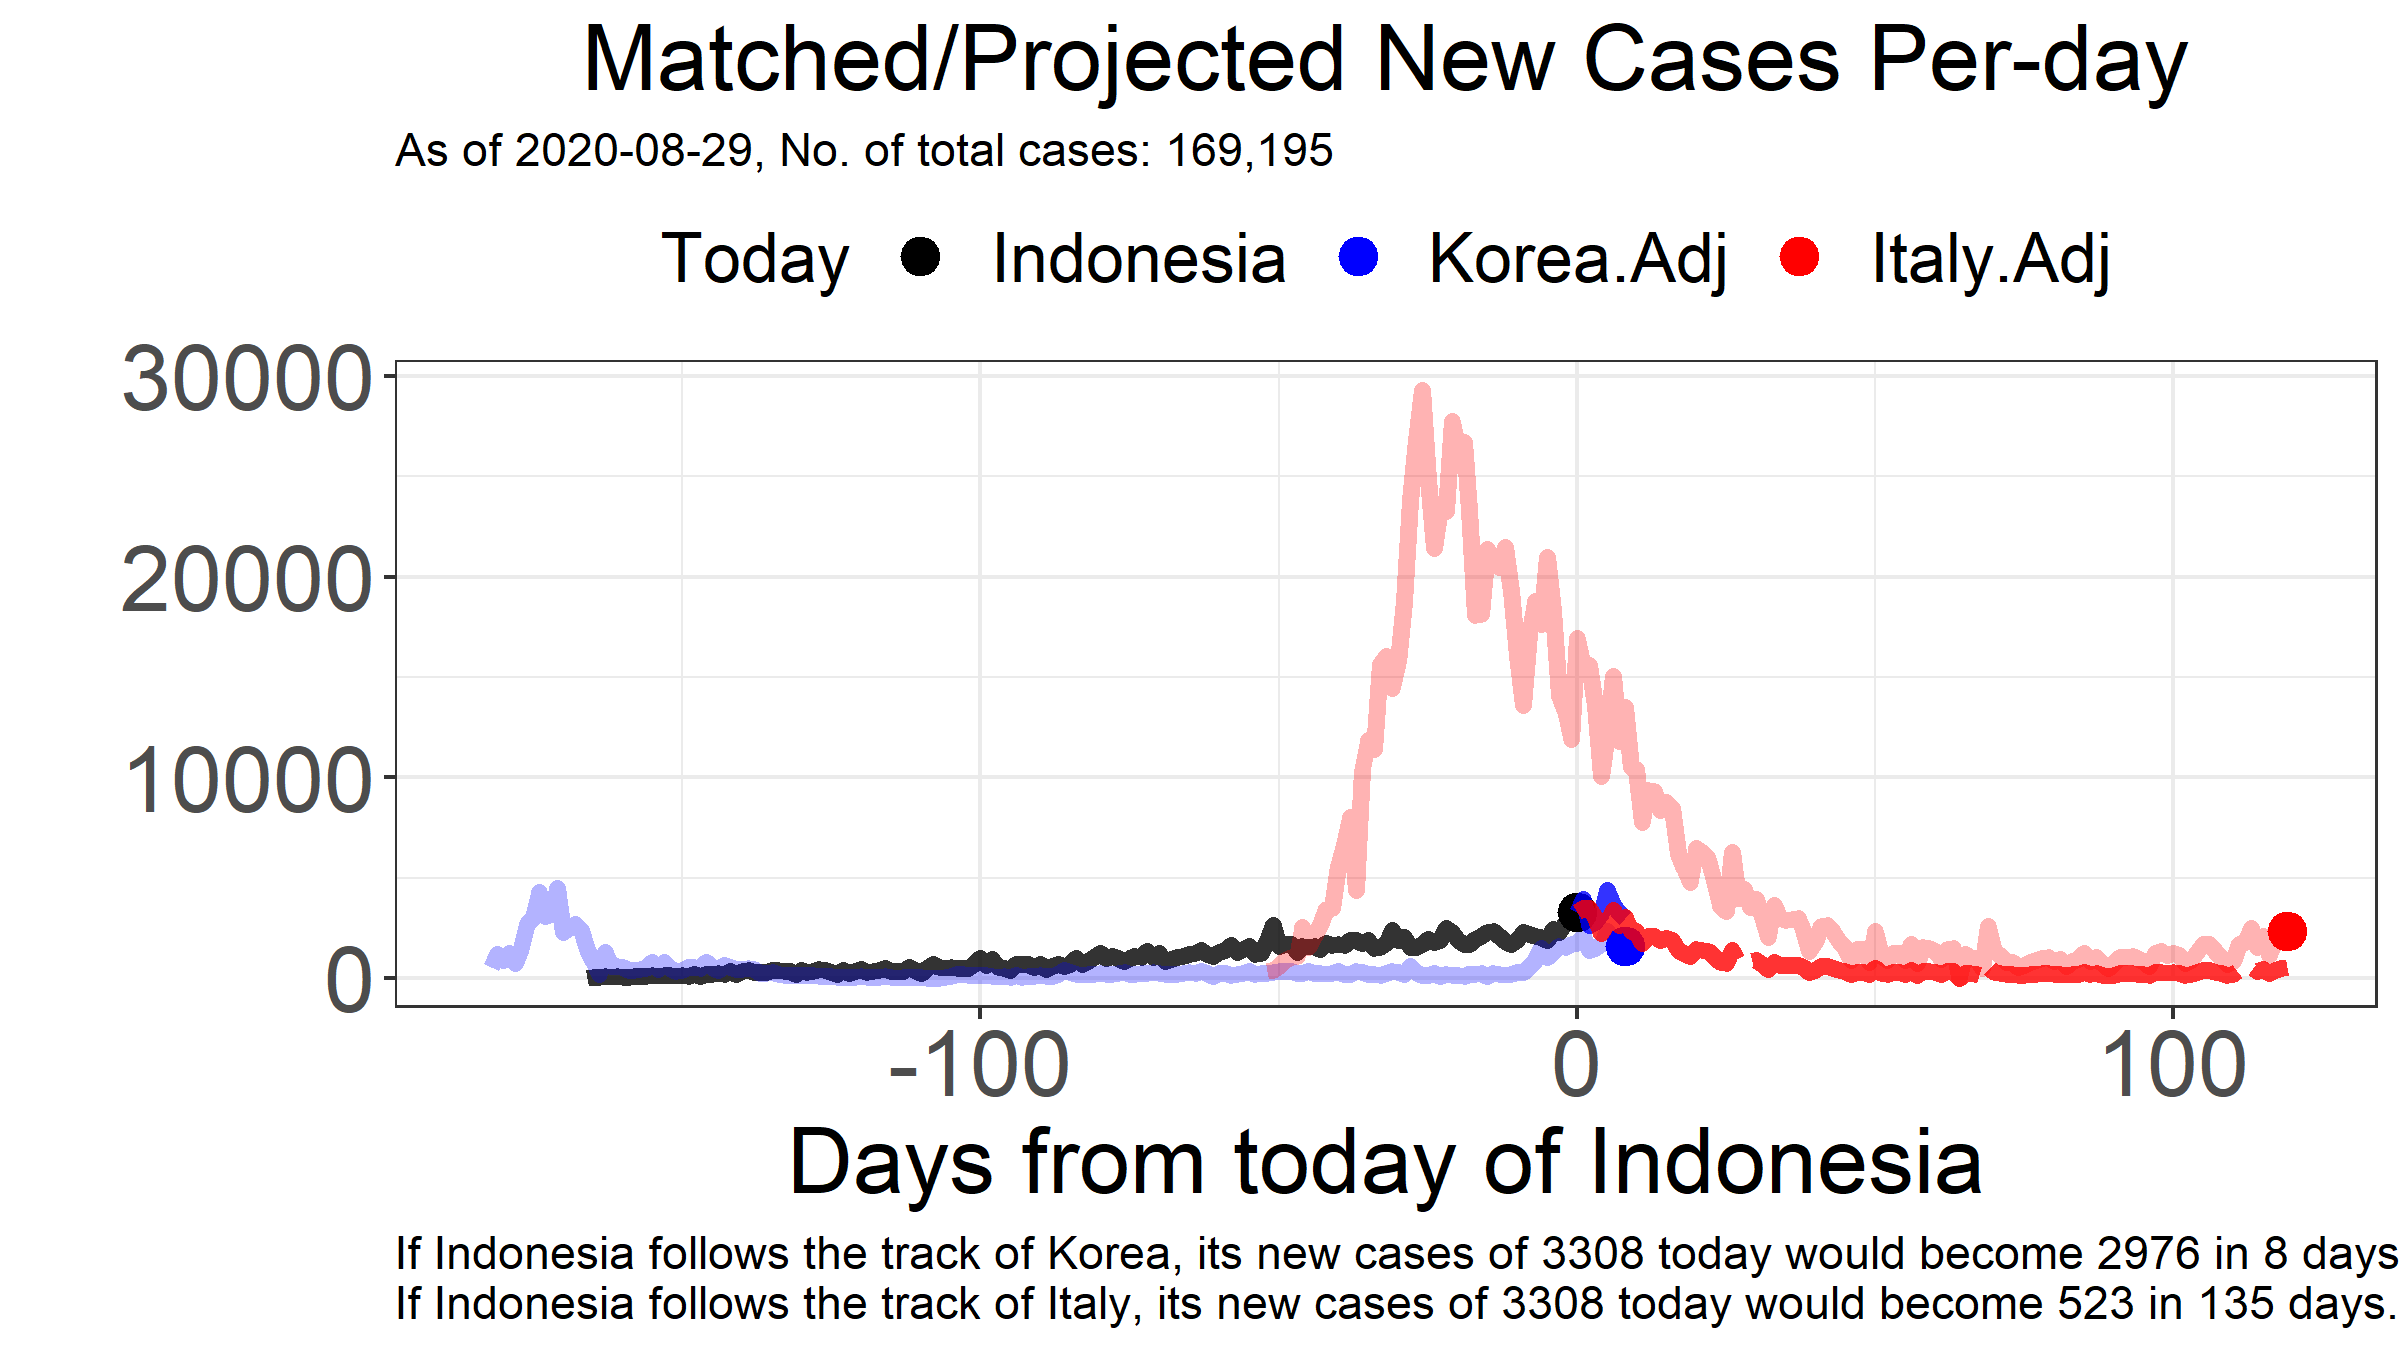 Matched/Projected New Cases Per-day
As of 2020-08-29, No. of total cases: 169,195
Today Indonesia Korea.Adj Italy.Adj
30000
20000
10000
0
-100 0 100
Days from today of Indonesia
If Indonesia follows the track of Korea, its new cases of 3308 today would become 2976 in 8 days
If Indonesia follows the track of Italy, its new cases of 3308 today would become 523 in 135 days.